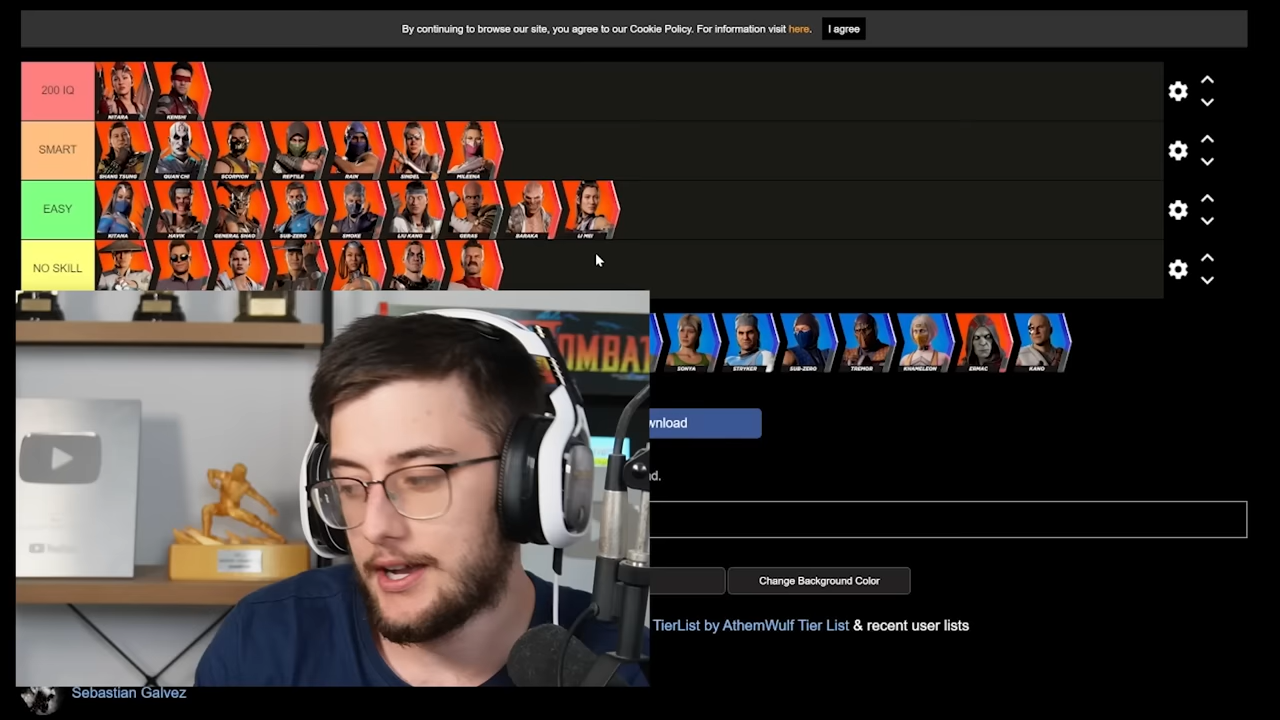 By continuing to browse our site, you agree to our Cookie Policy. For information visit here. I agree
200 IQ
NITARA KENSHI
SMART
SHANG TSUNG QUAN CHI SCORPION REPTILE RAIN SINDEL MILEENA
EASY
KITANA HAVIK GENERAL SHAO SUB-ZERO SMOKE LIU KANG GERAS BARAKA LI MEI
NO SKILL
SONYA STRYKER SUB-ZERO TREMOR KHAMELEON ERMAC KANO
OMBAT
wnload
d.
Change Background Color
TierList by AthemWulf Tier List & recent user lists
Sebastian Galvez